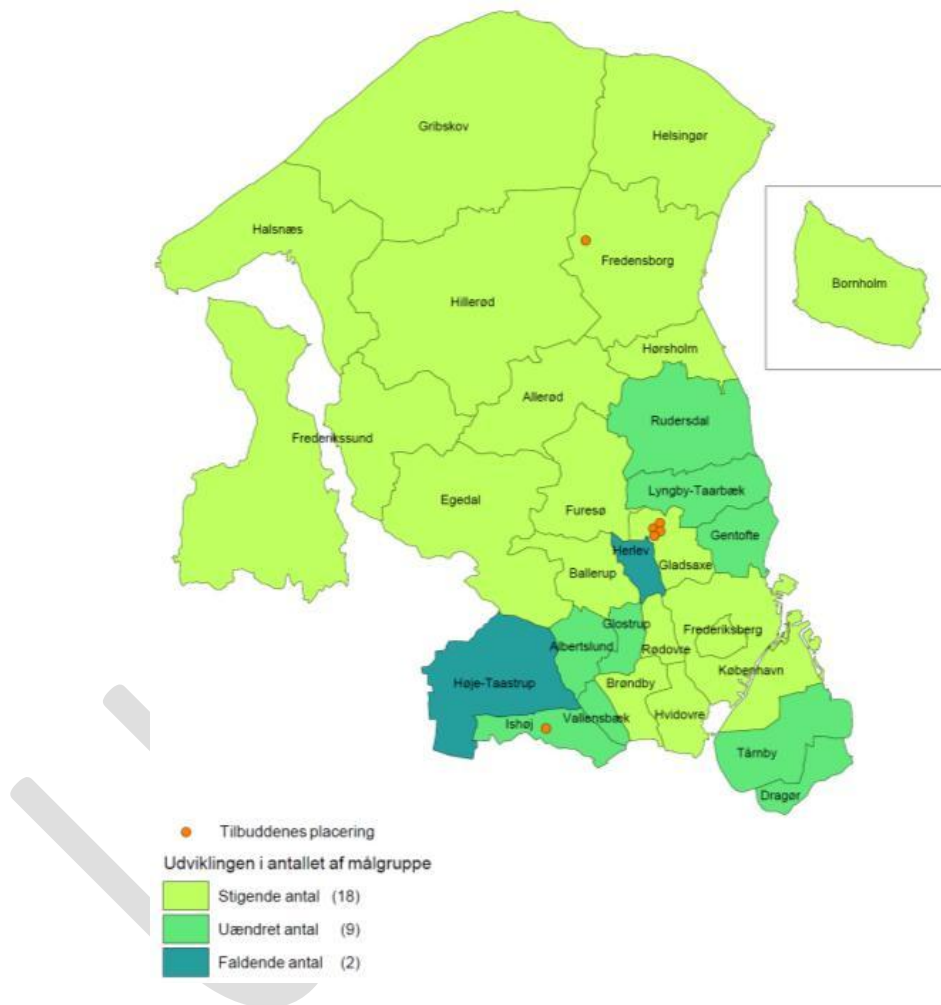 Gribskov
Helsingør
Halsnæs
Fredensborg
Hillerød
Bornholm
Hørsholm
Allerød
Rudersdal
Frederikssund
Lyngby-Taarbæk
Egedal
Furesø
Gentofte
Herlev
Gladsaxe
Ballerup
Glostrup
Frederiksberg
Albertslund
Rødovre
København
Høje-Taastrup
Brøndby
Hvidovre
Ishøj
Vallensbæk
Tårnby
Dragør
Tilbuddenes placering
Udviklingen i antallet af målgruppe
Stigende antal (18)
Uændret antal (9)
Faldende antal (2)